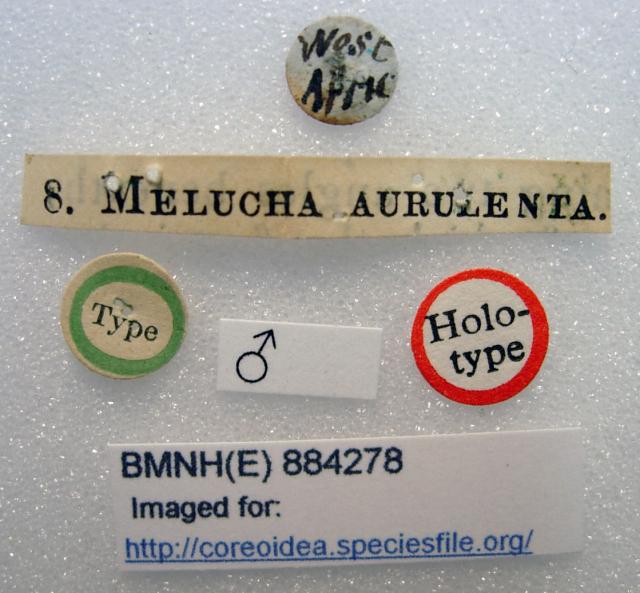 West
Afric
8. MELUCHA AURULENTA.
Type
♂
Holo-
type
BMNH(E) 884278
Imaged for:
http://coreoidea.speciesfile.org/